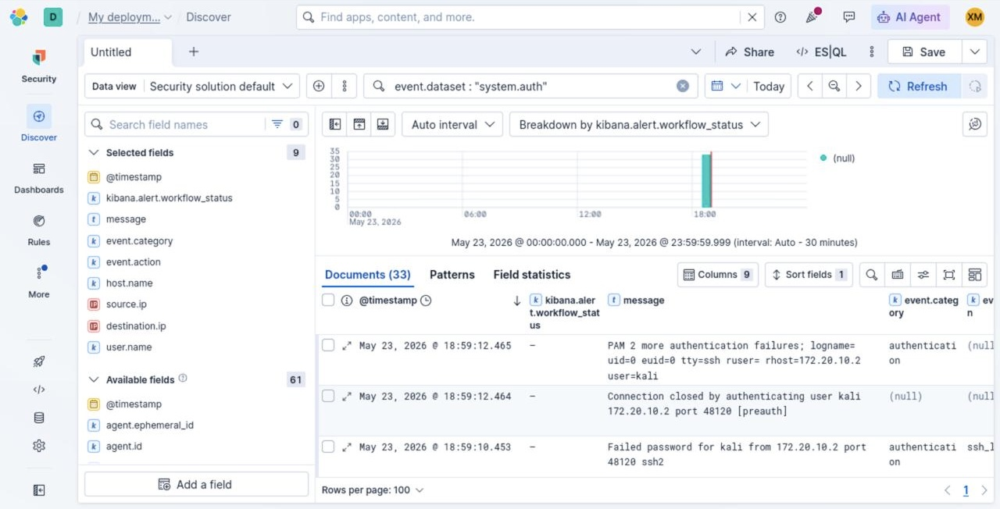 D
/ My deploym... / Discover
Find apps, content, and more.
AI Agent
XM
Untitled
Share
ES|QL
Save
Security
Discover
Dashboards
Rules
More
Data view
Security solution default
event.dataset : "system.auth"
Today
Refresh
Search field names
0
Selected fields
9
@timestamp
k kibana.alert.workflow_status
t message
k event.category
k event.action
k host.name
source.ip
destination.ip
k user.name
Available fields
61
@timestamp
k agent.ephemeral_id
k agent.id
Add a field
Auto interval
Breakdown by kibana.alert.workflow_status
35
30
25
20
15
10
5
0
00:00
May 23, 2026
06:00
12:00
18:00
(null)
May 23, 2026 @ 00:00:00.000 - May 23, 2026 @ 23:59:59.999 (interval: Auto - 30 minutes)
Documents (33)
Patterns
Field statistics
Columns 9
Sort fields 1
@timestamp
k kibana.aler
t.workflow_stat
us
t message
k event.categ
ory
k ev
n
May 23, 2026 @ 18:59:12.465
–
PAM 2 more authentication failures; logname=
uid=0 euid=0 tty=ssh ruser= rhost=172.20.10.2
user=kali
authenticati
on
(null
May 23, 2026 @ 18:59:12.464
–
Connection closed by authenticating user kali
172.20.10.2 port 48120 [preauth]
(null)
(null
May 23, 2026 @ 18:59:10.453
–
Failed password for kali from 172.20.10.2 port
48120 ssh2
authenticati
on
ssh_l
Rows per page: 100
1